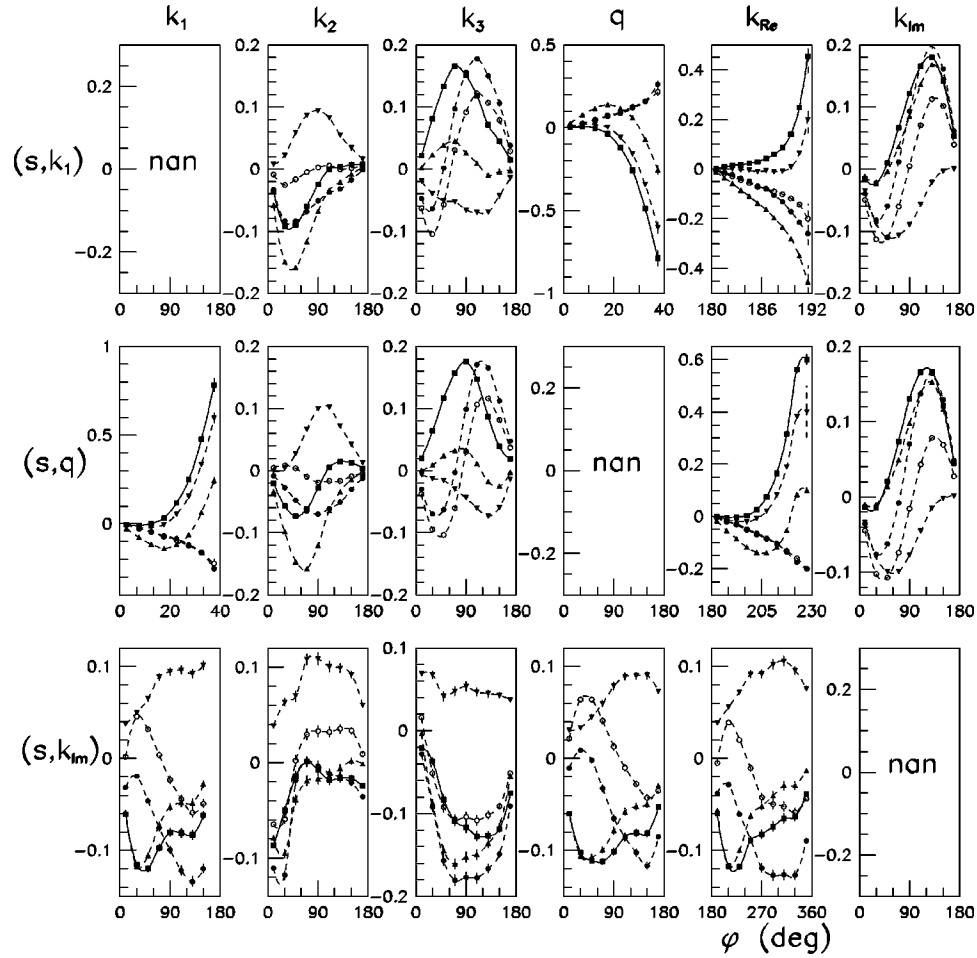 k1 k2 k3 q kRe kIm
0.2 0.2 0.5 0.2
0.2 0.4
0.1 0.1 0.1
0.2
(s,k1) nan 0 0 0 0 0 0
-0.2
-0.1 -0.1 -0.5 -0.1
-0.2 -0.4
0.2 0.2 -1 0.2
0 90 180 0 90 180 0 90 180 0 20 40 180 186 192 0 90 180
1 0.2 0.2 0.6 0.2
0.2
0.1 0.1 0.4 0.1
0.5
(s,q) 0 0 0 nan 0.2 0
0 -0.1 -0.1 -0.2 0 -0.1
0.2 0.2 -0.2
0 20 40 0 90 180 0 90 180 0 90 180 180 205 230 0 90 180
0.1 0.1 0.1 0.1 0.1 0.2
(s,kIm) 0 0 0 0 0 0 nan
-0.1 -0.1 -0.1 -0.1 -0.1 -0.2
-0.2
0 90 180 0 90 180 0 90 180 0 90 180 180 270 360 0 90 180
φ (deg)